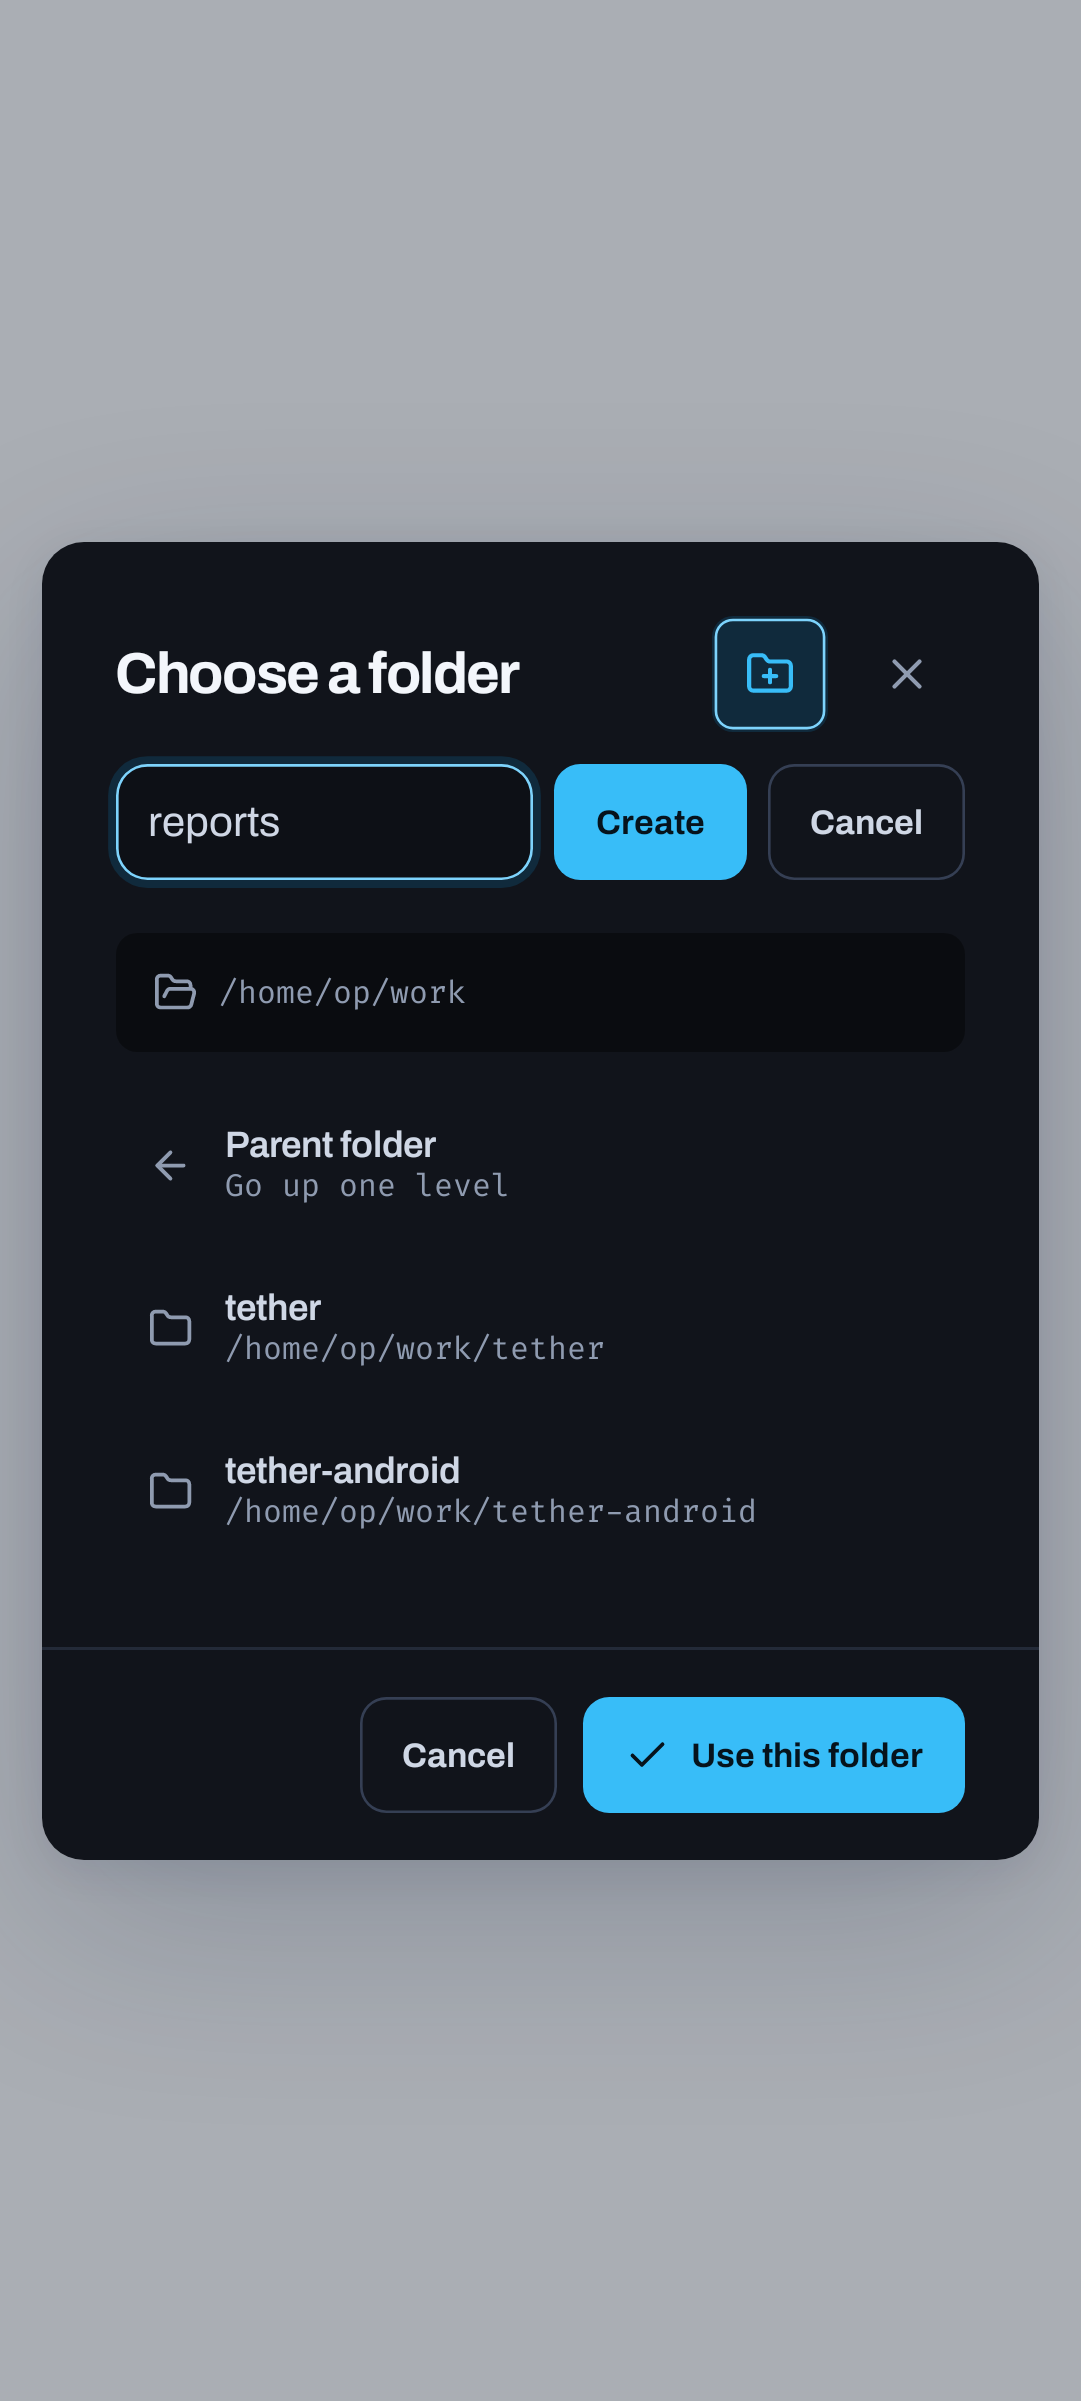 Choose a folder
reports
Create
Cancel
/home/op/work
Parent folder
Go up one level
tether
/home/op/work/tether
tether-android
/home/op/work/tether-android
Cancel
Use this folder